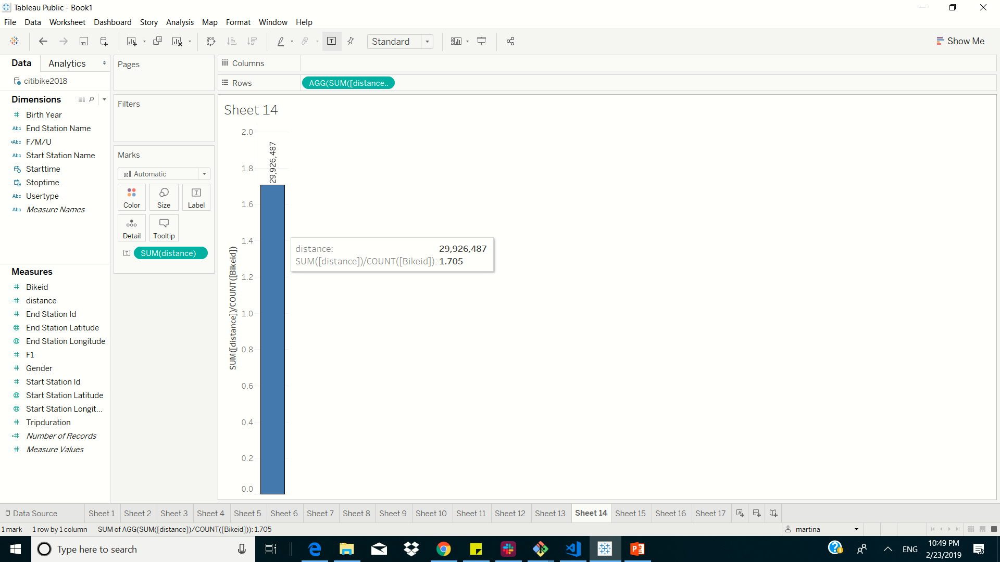 Tableau Public - Book1
File Data Worksheet Dashboard Story Analysis Map Format Window Help
Standard
Show Me
Data Analytics
citibike2018
Dimensions
Birth Year
Abc End Station Name
=Abc F/M/U
Abc Start Station Name
Starttime
Stoptime
Abc Usertype
Abc Measure Names
Measures
Bikeid
distance
End Station Id
End Station Latitude
End Station Longitude
F1
Gender
Start Station Id
Start Station Latitude
Start Station Longit...
Tripduration
Number of Records
Measure Values
Pages
Filters
Marks
Automatic
Color Size Label
Detail Tooltip
SUM(distance)
Columns
Rows
AGG(SUM([distance..
Sheet 14
SUM([distance])/COUNT([Bikeid])
2.0
1.8
1.6
1.4
1.2
1.0
0.8
0.6
0.4
0.2
0.0
29,926,487
distance: 29,926,487
SUM([distance])/COUNT([Bikeid]): 1.705
Data Source Sheet 1 Sheet 2 Sheet 3 Sheet 4 Sheet 5 Sheet 6 Sheet 7 Sheet 8 Sheet 9 Sheet 10 Sheet 11 Sheet 12 Sheet 13 Sheet 14 Sheet 15 Sheet 16 Sheet 17
1 mark 1 row by 1 column SUM of AGG(SUM([distance])/COUNT([Bikeid])): 1.705
martina
Type here to search
ENG
10:49 PM
2/23/2019